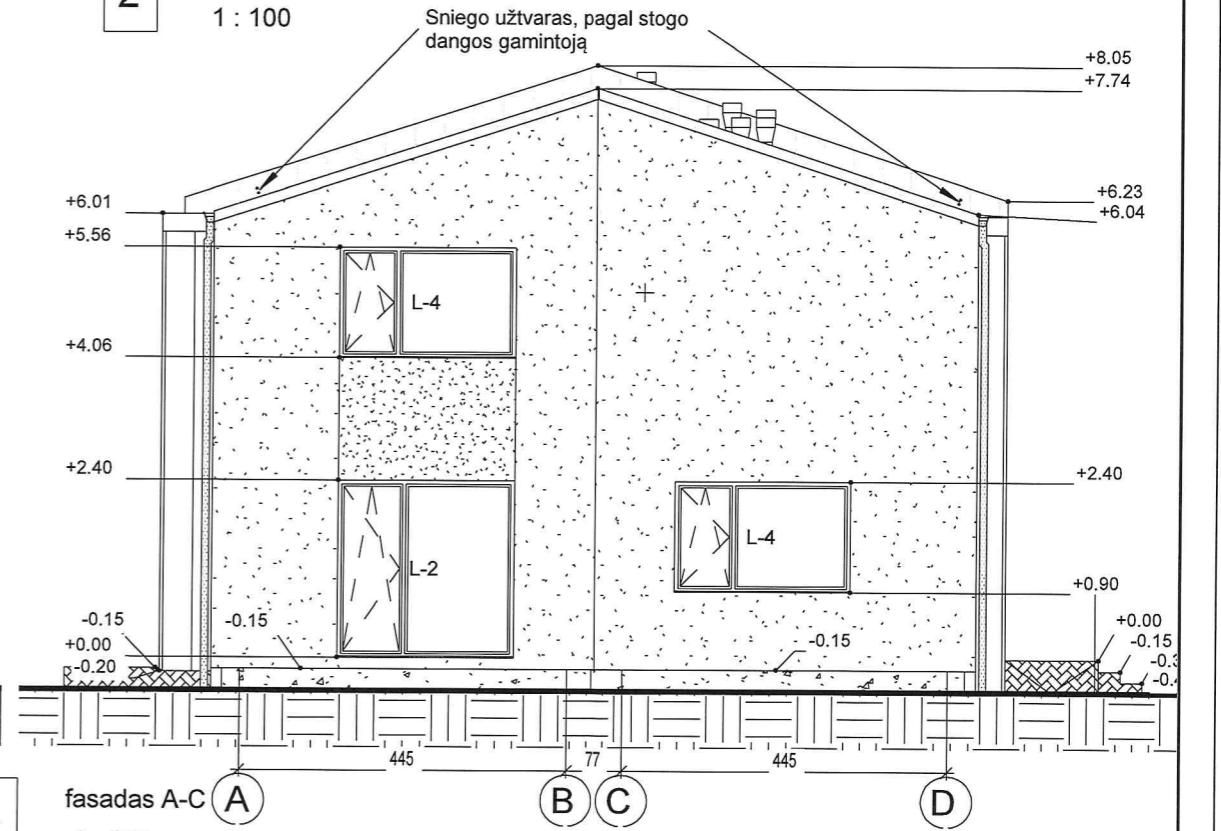 2
1 : 100
Sniego užtvaras, pagal stogo
dangos gamintoją
+8.05
+7.74
+6.01
+6.23
+6.04
+5.56
L-4
+4.06
+2.40
+2.40
L-4
L-2
+0.90
-0.15
-0.15
+0.00
-0.15
+0.00
-0.15
-0.20
445
77
445
fasadas A-C
A
B
C
D